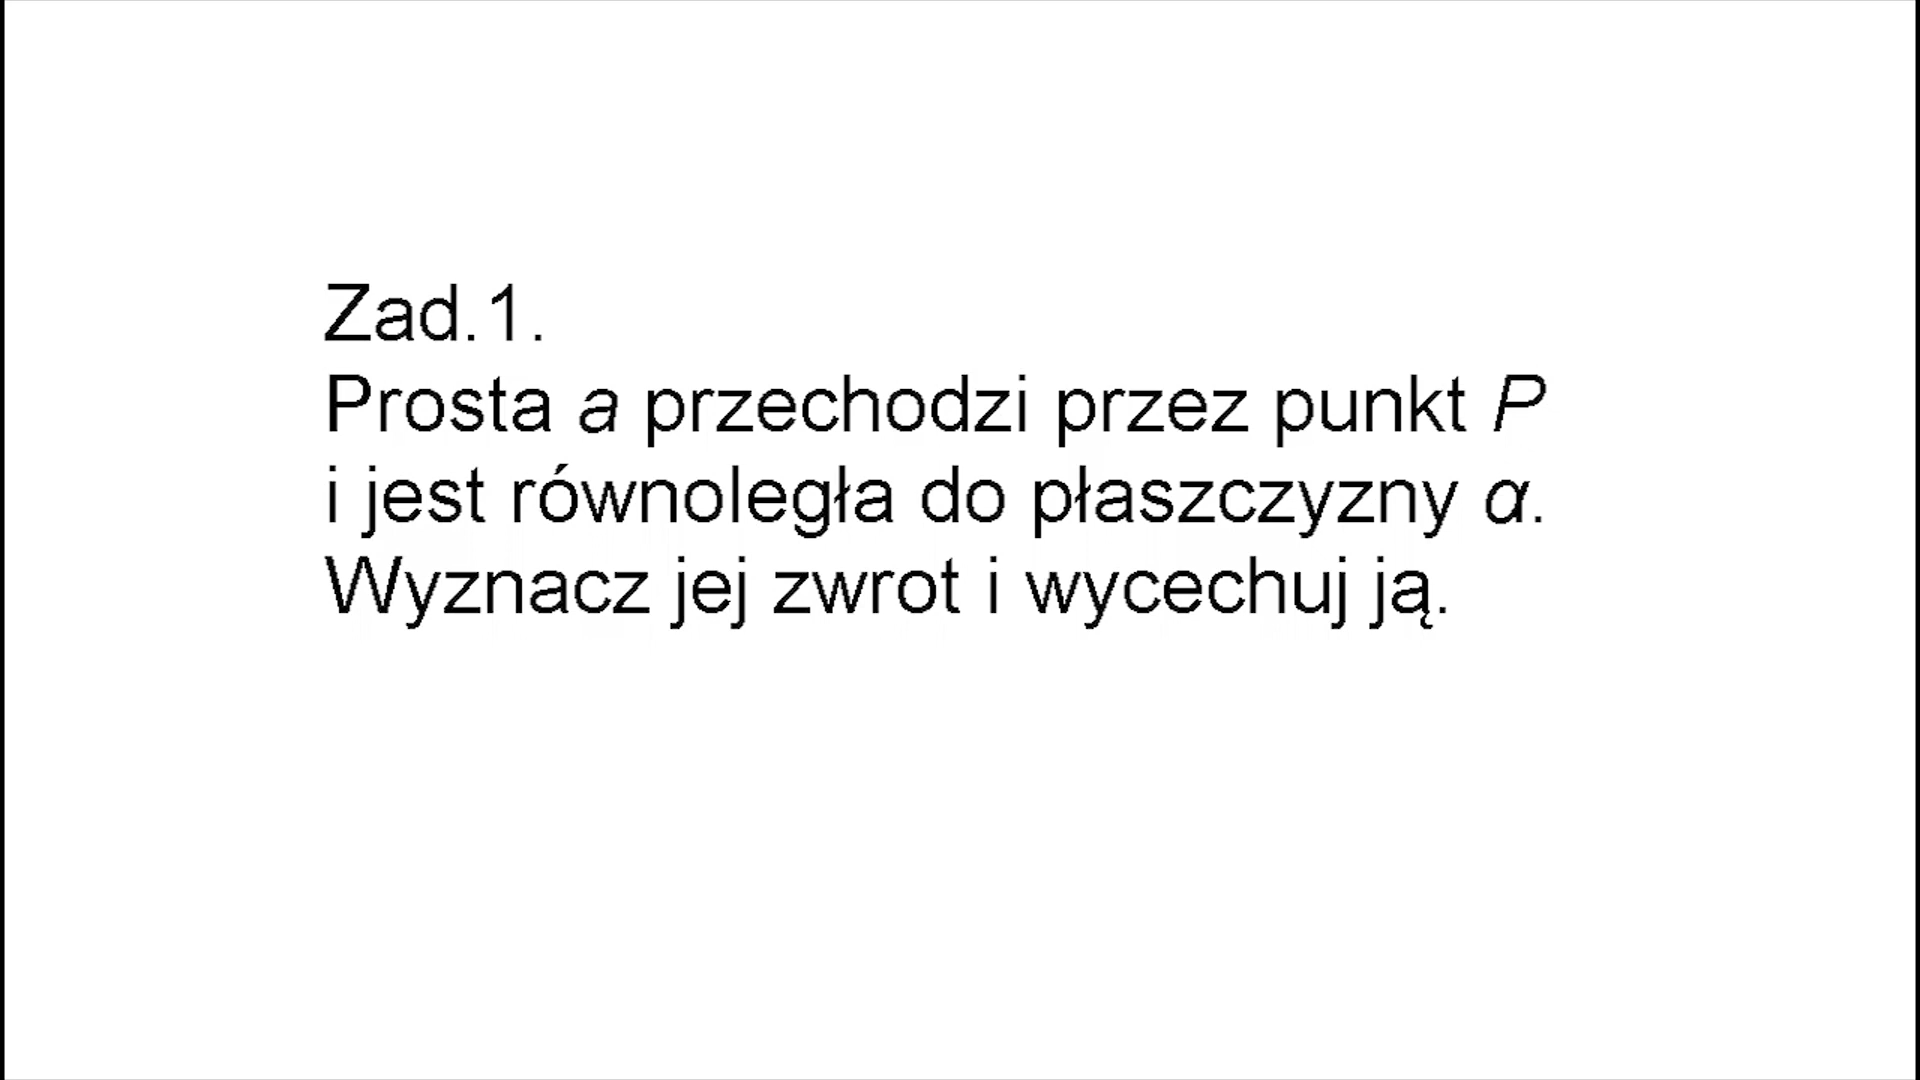 Zad.1.
Prosta a przechodzi przez punkt P
i jest równoległa do płaszczyzny α.
Wyznacz jej zwrot i wycechuj ją.